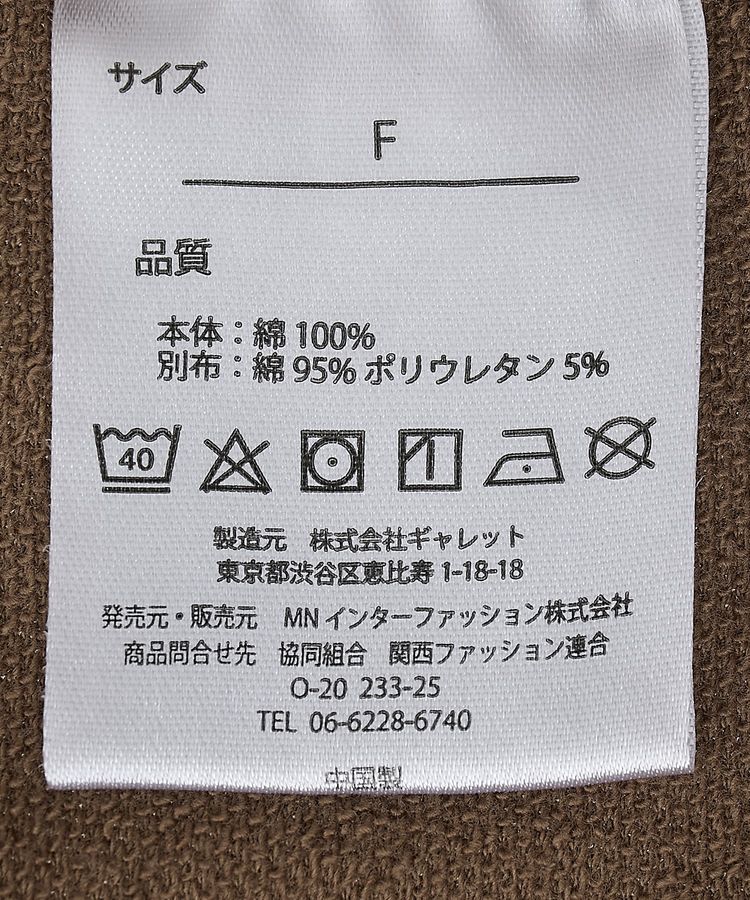 サイズ
F
品質
本体：綿 100%
別布：綿 95% ポリウレタン 5%
40
製造元　株式会社ギャレット
東京都渋谷区恵比寿 1-18-18
発売元・販売元　MN インターファッション株式会社
商品問合せ先　協同組合　関西ファッション連合
O-20 233-25
TEL 06-6228-6740
中国製